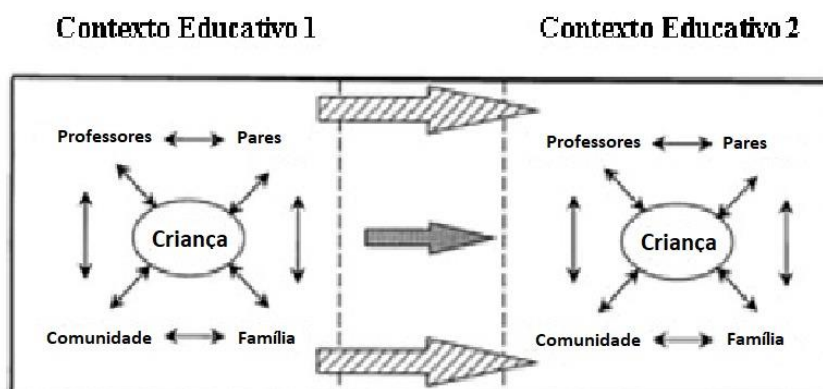 Contexto Educativo 1
Contexto Educativo 2
Professores Pares
Criança
Comunidade Família
Professores Pares
Criança
Comunidade Família